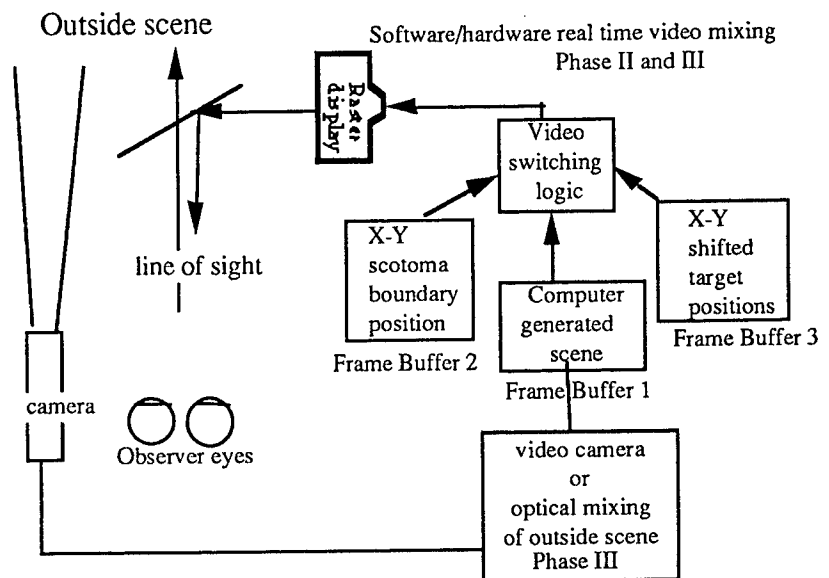 Outside scene
Software/hardware real time video mixing
Phase II and III
Raster
display
Video
switching
logic
line of sight
X-Y
scotoma
boundary
position
Frame Buffer 2
Computer
generated
scene
Frame Buffer 1
X-Y
shifted
target
positions
Frame Buffer 3
camera
Observer eyes
video camera
or
optical mixing
of outside scene
Phase III